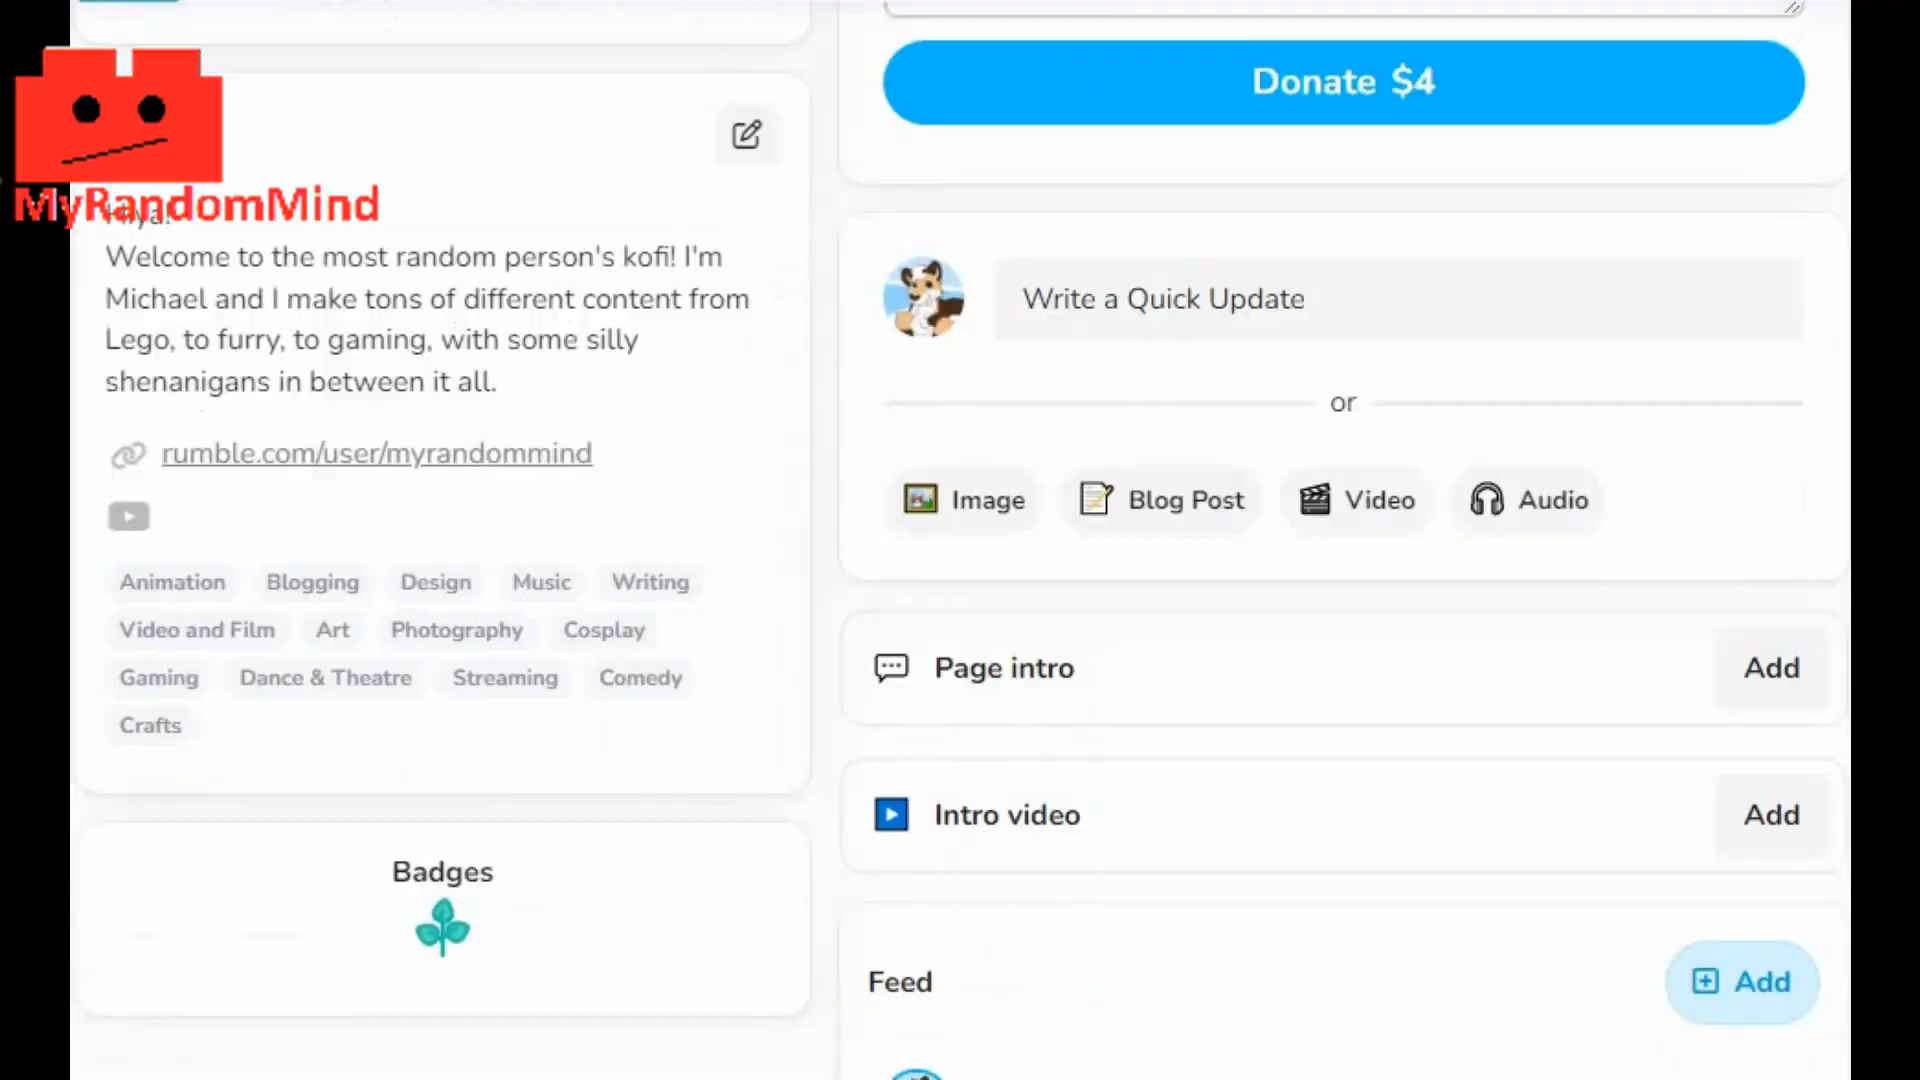 MyRandomMind
Hiya!
Welcome to the most random person's kofi! I'm
Michael and I make tons of different content from
Lego, to furry, to gaming, with some silly
shenanigans in between it all.
rumble.com/user/myrandommind
Animation Blogging Design Music Writing
Video and Film Art Photography Cosplay
Gaming Dance & Theatre Streaming Comedy
Crafts
Badges
Donate $4
Write a Quick Update
or
Image Blog Post Video Audio
Page intro Add
Intro video Add
Feed Add